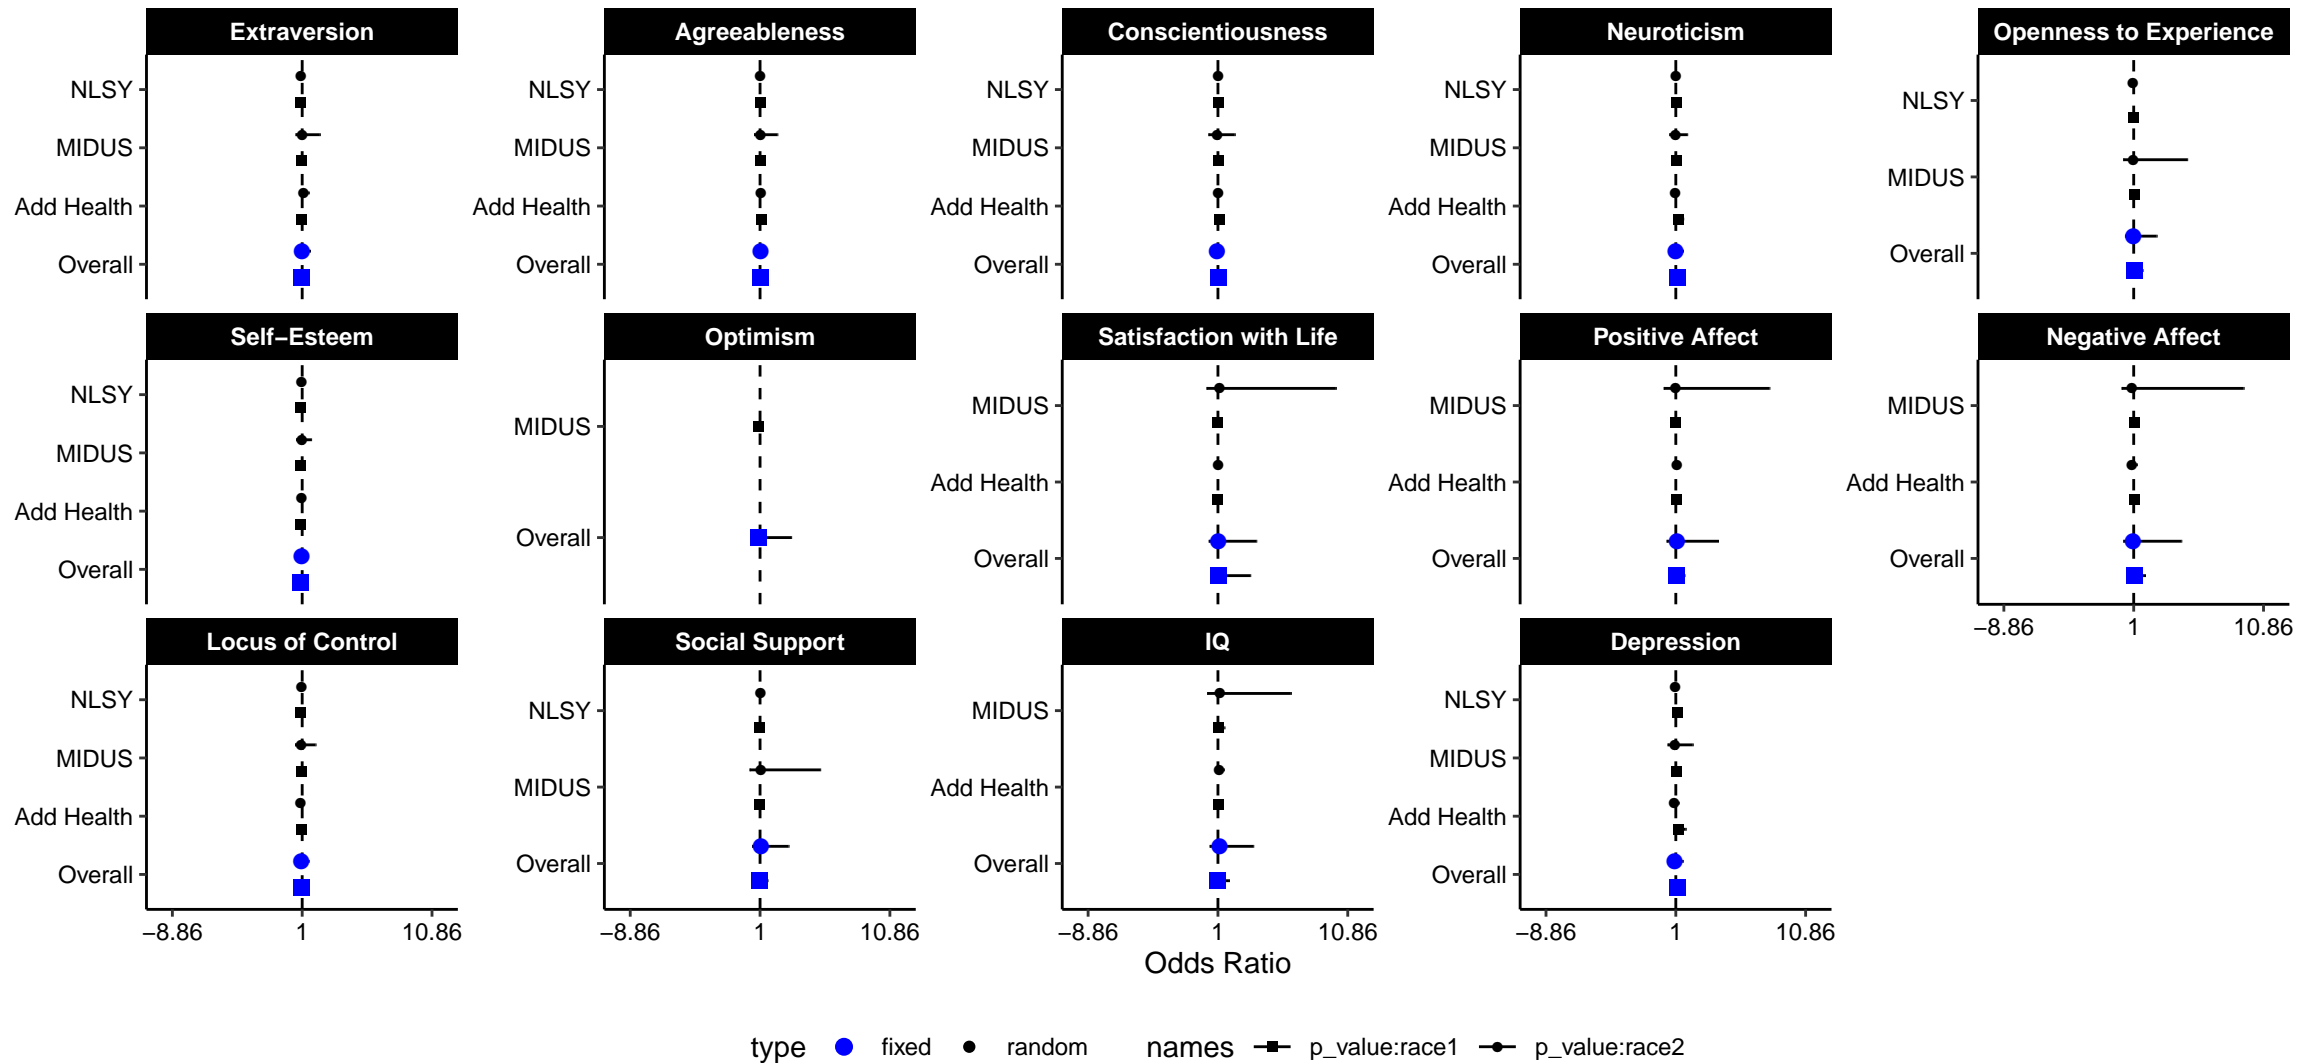 Extraversion
Agreeableness
Conscientiousness
Neuroticism
Openness to Experience
NLSY
MIDUS
Add Health
Overall
NLSY
MIDUS
Add Health
Overall
NLSY
MIDUS
Add Health
Overall
NLSY
MIDUS
Add Health
Overall
NLSY
MIDUS
Overall
Self−Esteem
Optimism
Satisfaction with Life
Positive Affect
Negative Affect
NLSY
MIDUS
Add Health
Overall
MIDUS
Overall
MIDUS
Add Health
Overall
MIDUS
Add Health
Overall
MIDUS
Add Health
Overall
−8.86 1 10.86
Locus of Control
Social Support
IQ
Depression
NLSY
MIDUS
Add Health
Overall
−8.86 1 10.86
NLSY
MIDUS
Overall
−8.86 1 10.86
MIDUS
Add Health
Overall
−8.86 1 10.86
NLSY
MIDUS
Add Health
Overall
−8.86 1 10.86
Odds Ratio
type fixed random names p_value:race1 p_value:race2